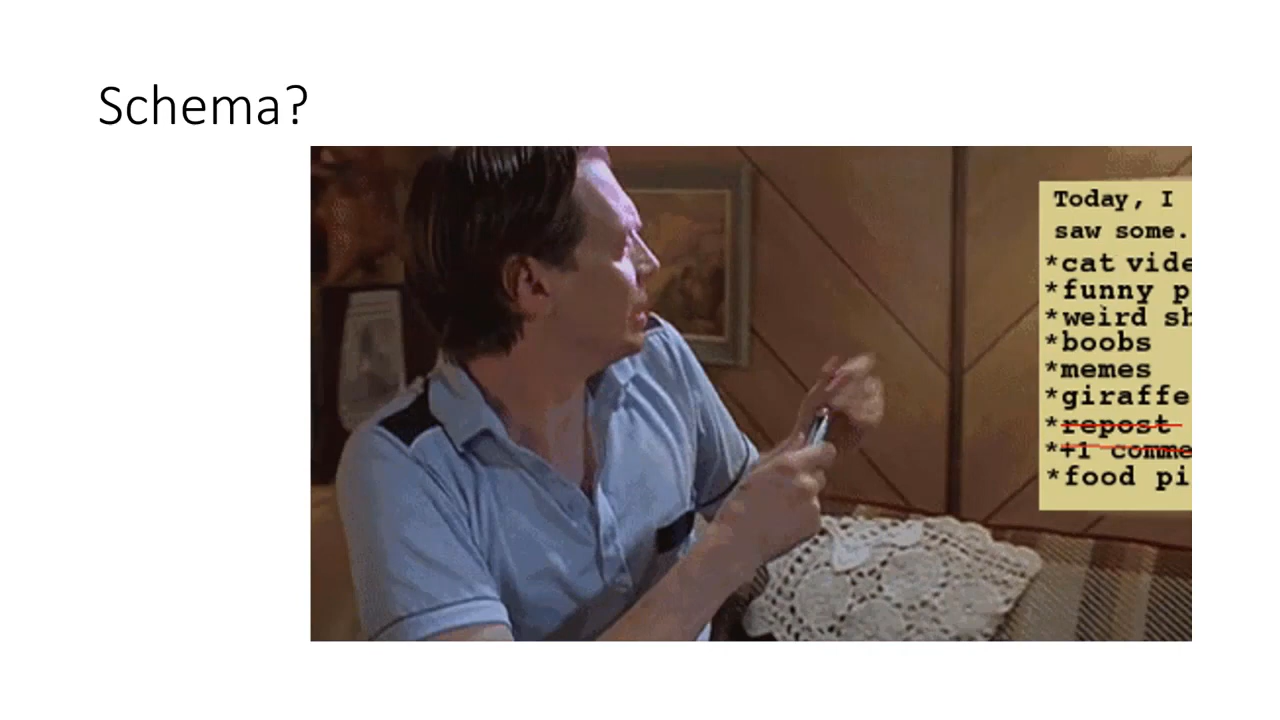 Schema?
Today, I
saw some.
*cat vide
*funny p
*weird sh
*boobs
*memes
*giraffe
*repost
*+1 comme
*food pi